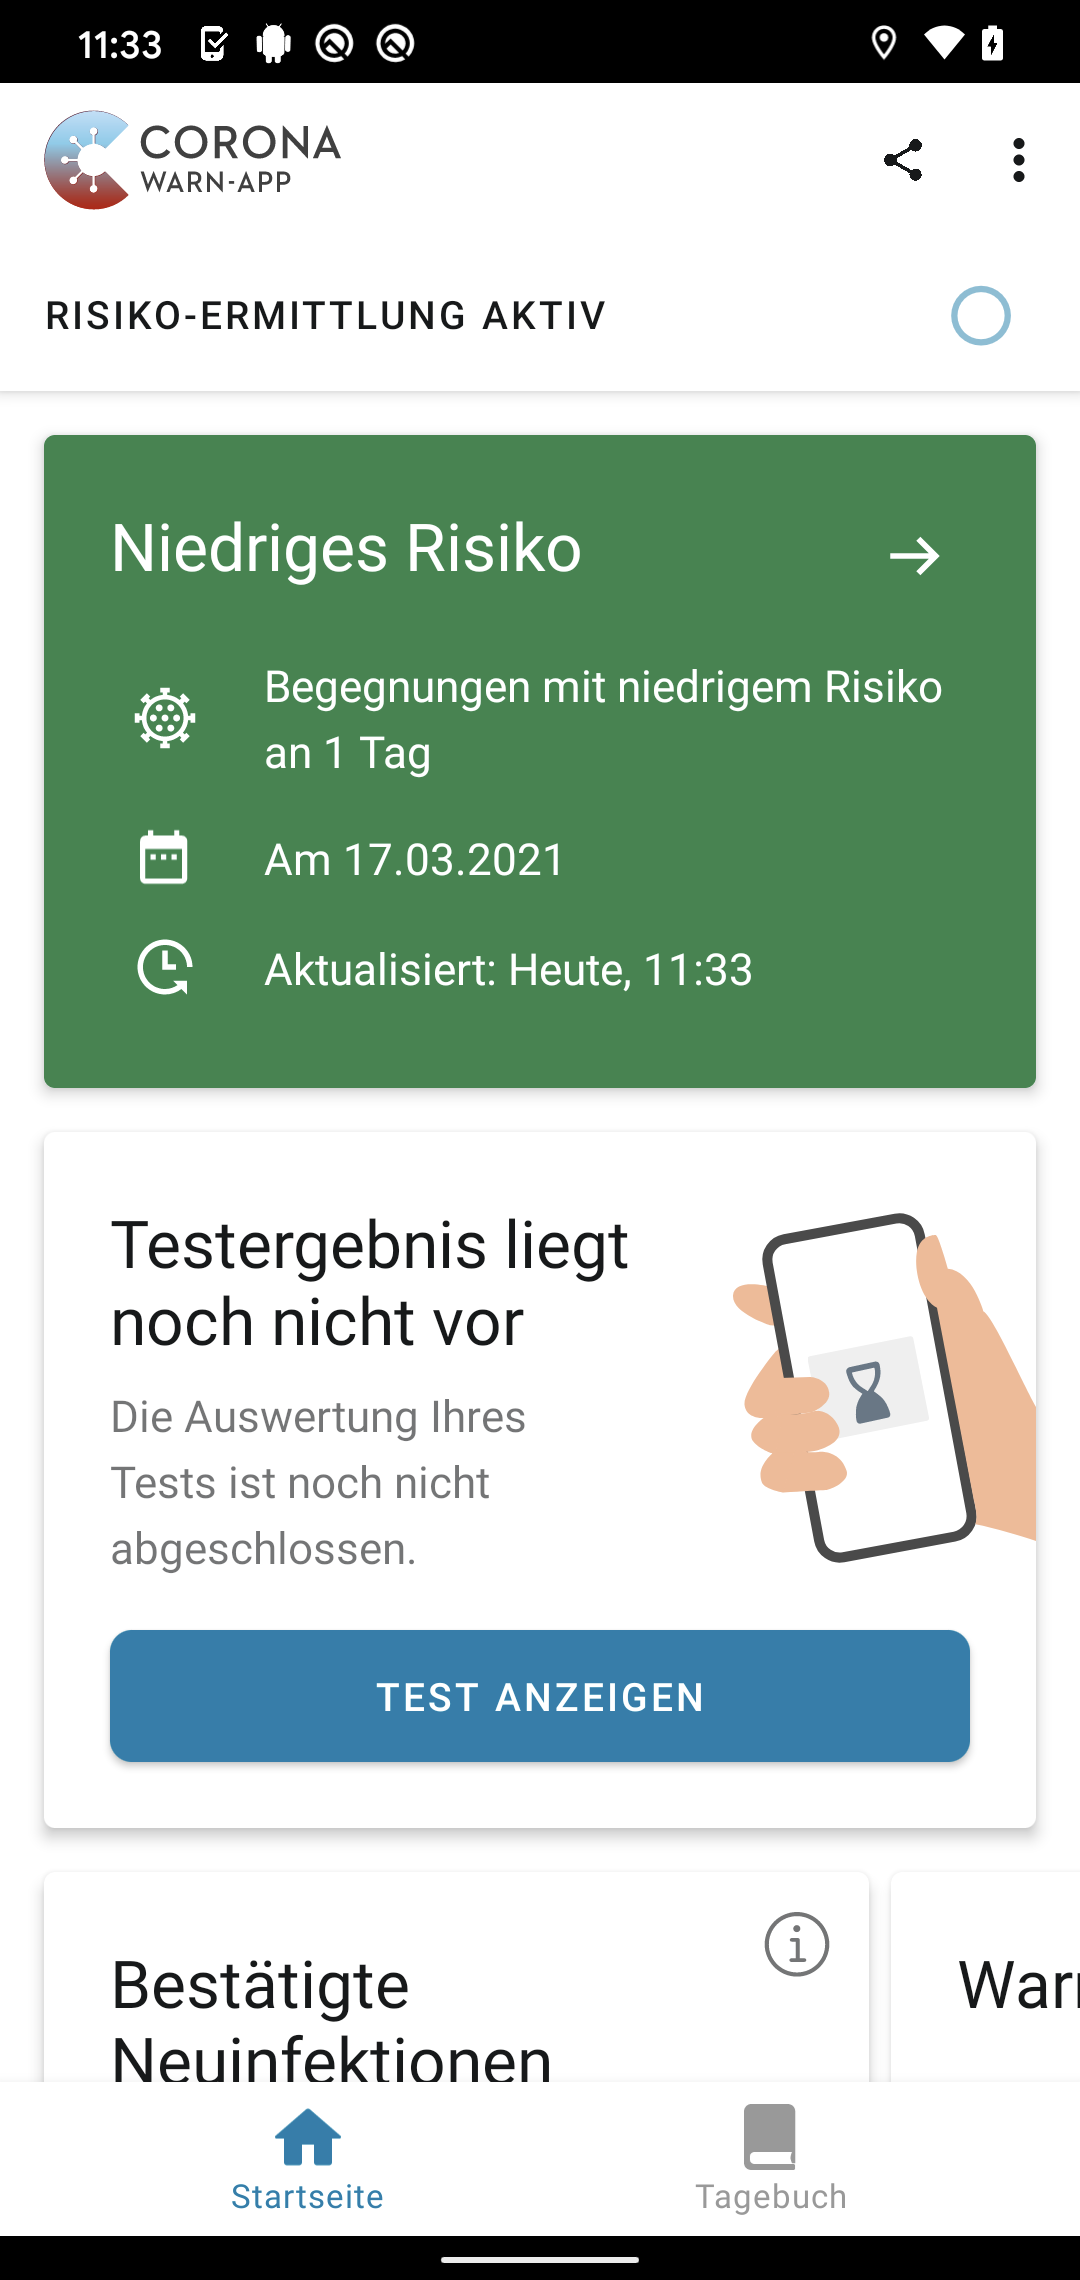 11:33
CORONA
WARN-APP
RISIKO-ERMITTLUNG AKTIV
Niedriges Risiko
Begegnungen mit niedrigem Risiko
an 1 Tag
Am 17.03.2021
Aktualisiert: Heute, 11:33
Testergebnis liegt
noch nicht vor
Die Auswertung Ihres
Tests ist noch nicht
abgeschlossen.
TEST ANZEIGEN
Bestätigte
Neuinfektionen
Startseite
Tagebuch